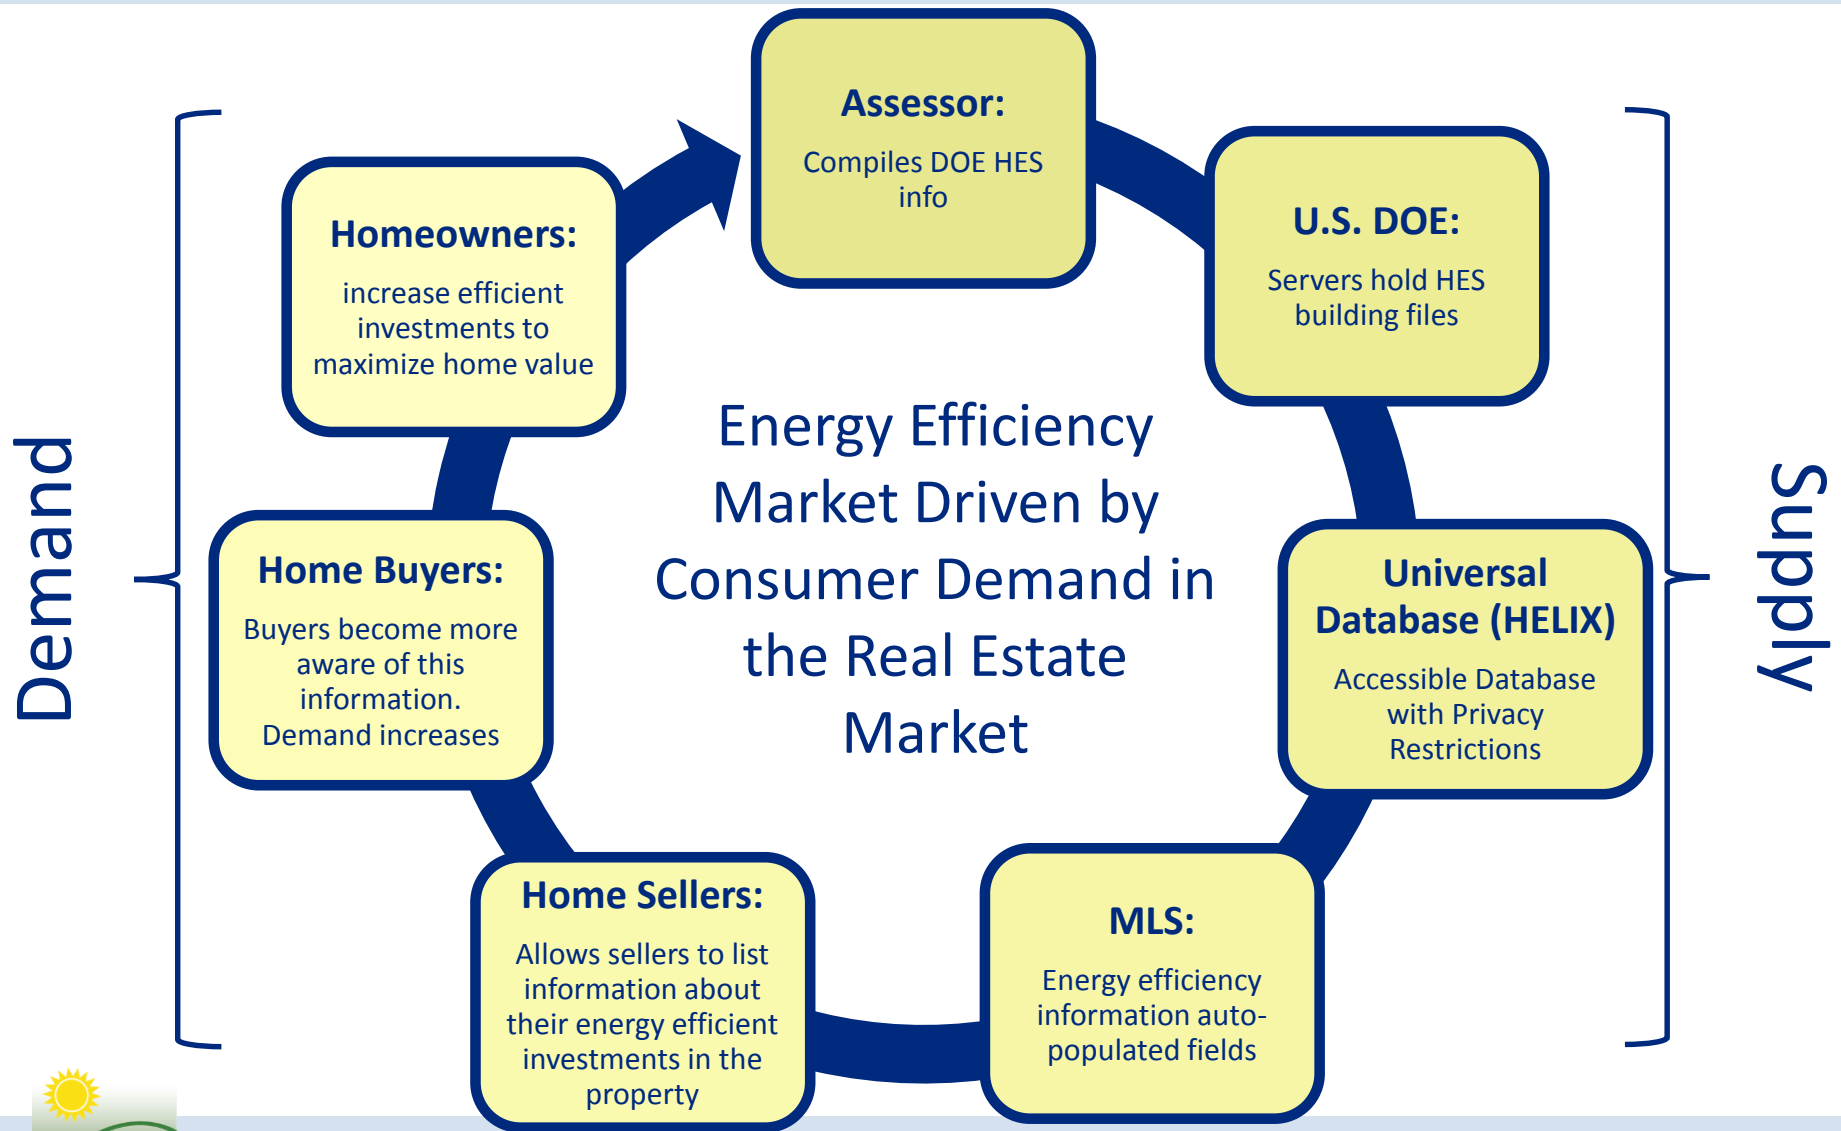 Assessor:
Compiles DOE HES
info
U.S. DOE:
Servers hold HES
building files
Universal
Database (HELIX)
Accessible Database
with Privacy
Restrictions
MLS:
Energy efficiency
information auto-
populated fields
Home Sellers:
Allows sellers to list
information about
their energy efficient
investments in the
property
Home Buyers:
Buyers become more
aware of this
information.
Demand increases
Homeowners:
increase efficient
investments to
maximize home value
Energy Efficiency
Market Driven by
Consumer Demand in
the Real Estate
Market
Demand
Supply